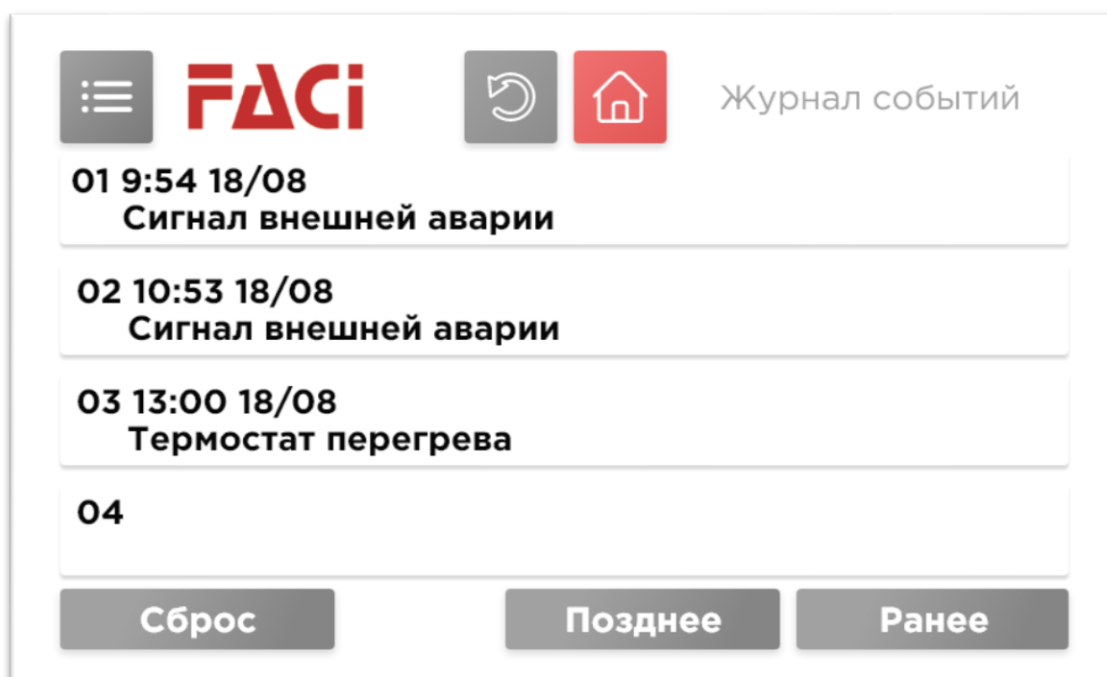 FACi
Журнал событий
01 9:54 18/08
Сигнал внешней аварии
02 10:53 18/08
Сигнал внешней аварии
03 13:00 18/08
Термостат перегрева
04
Сброс
Позднее
Ранее